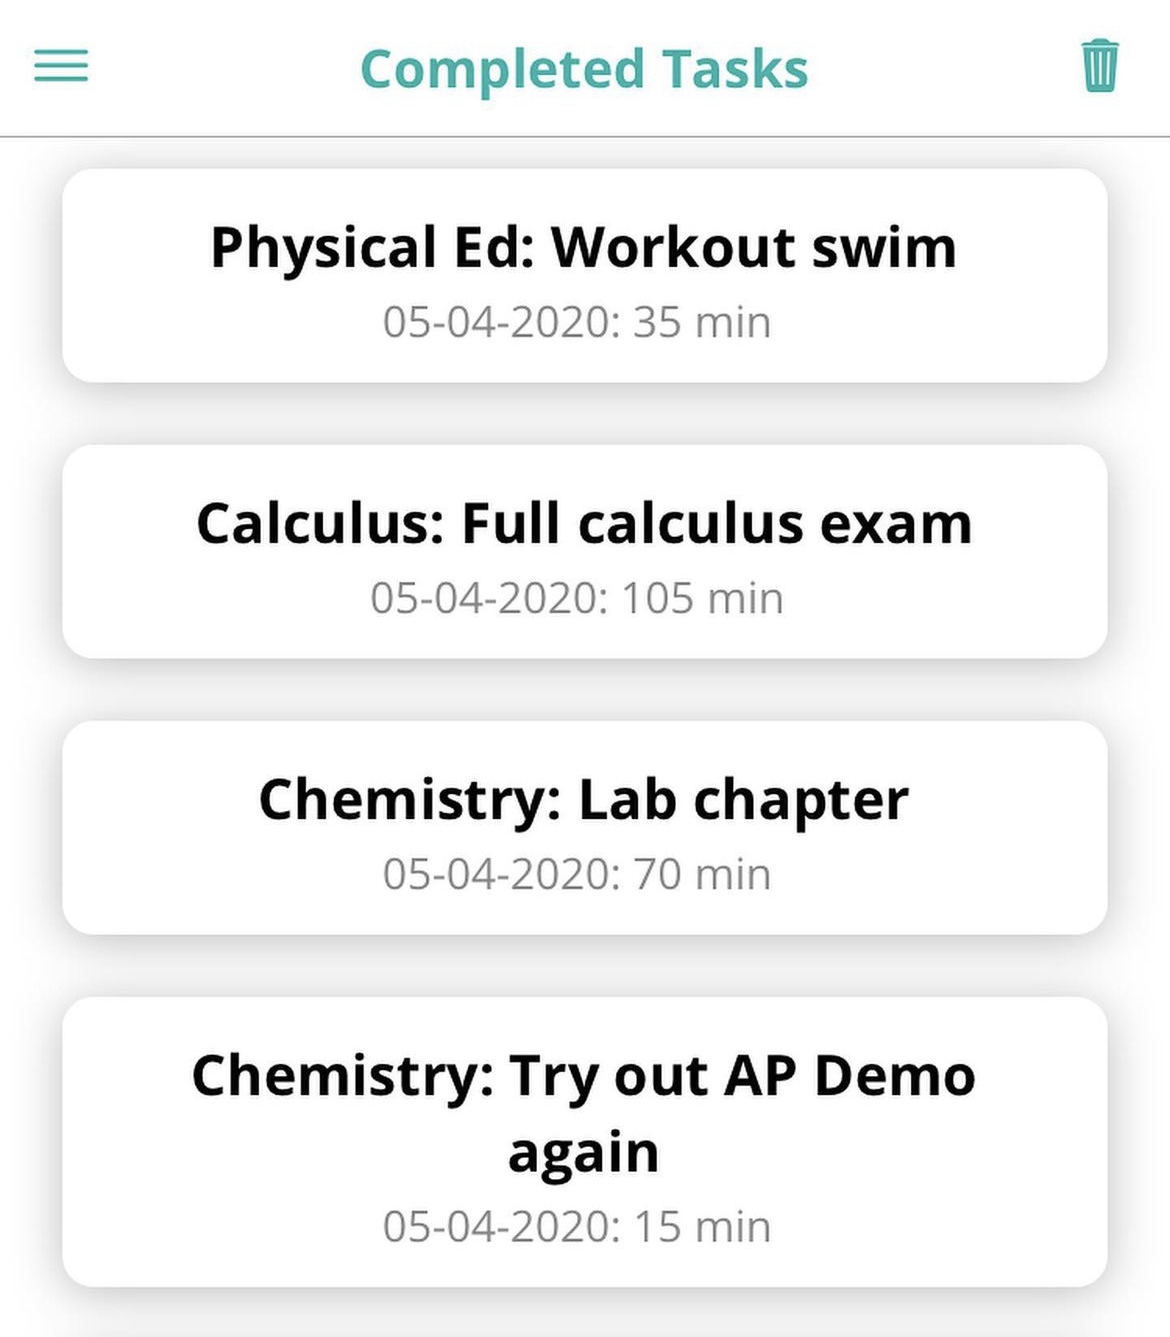 Completed Tasks
Physical Ed: Workout swim
05-04-2020: 35 min
Calculus: Full calculus exam
05-04-2020: 105 min
Chemistry: Lab chapter
05-04-2020: 70 min
Chemistry: Try out AP Demo
again
05-04-2020: 15 min